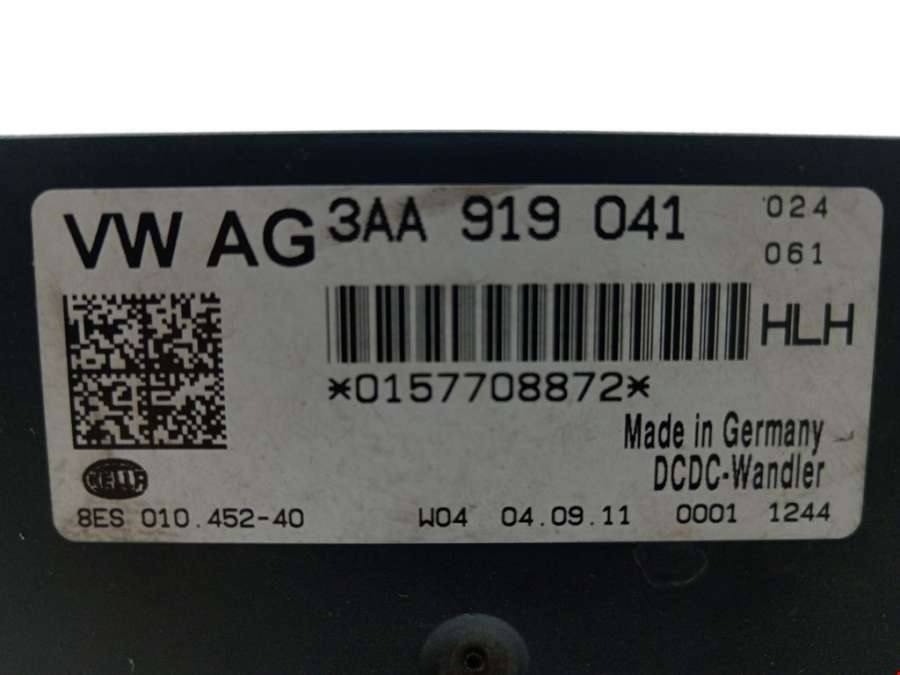 VW AG 3AA 919 041 024
061
HLH
*0157708872*
Made in Germany
DCDC-Wandler
HELLA
8ES 010.452-40 W04 04.09.11 0001 1244